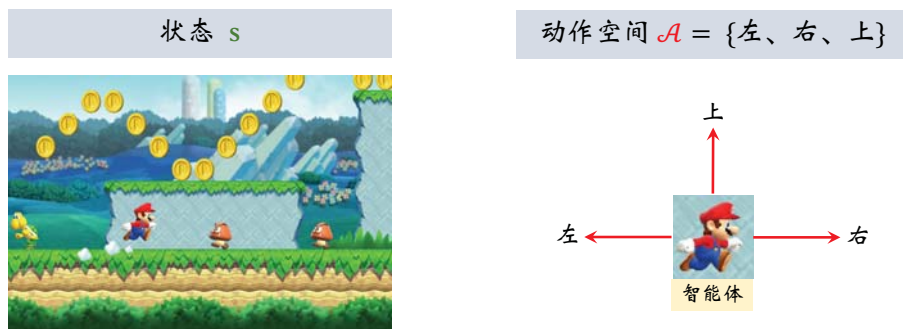 状态 s
动作空间 𝒜 = {左、右、上}
上
左
右
智能体